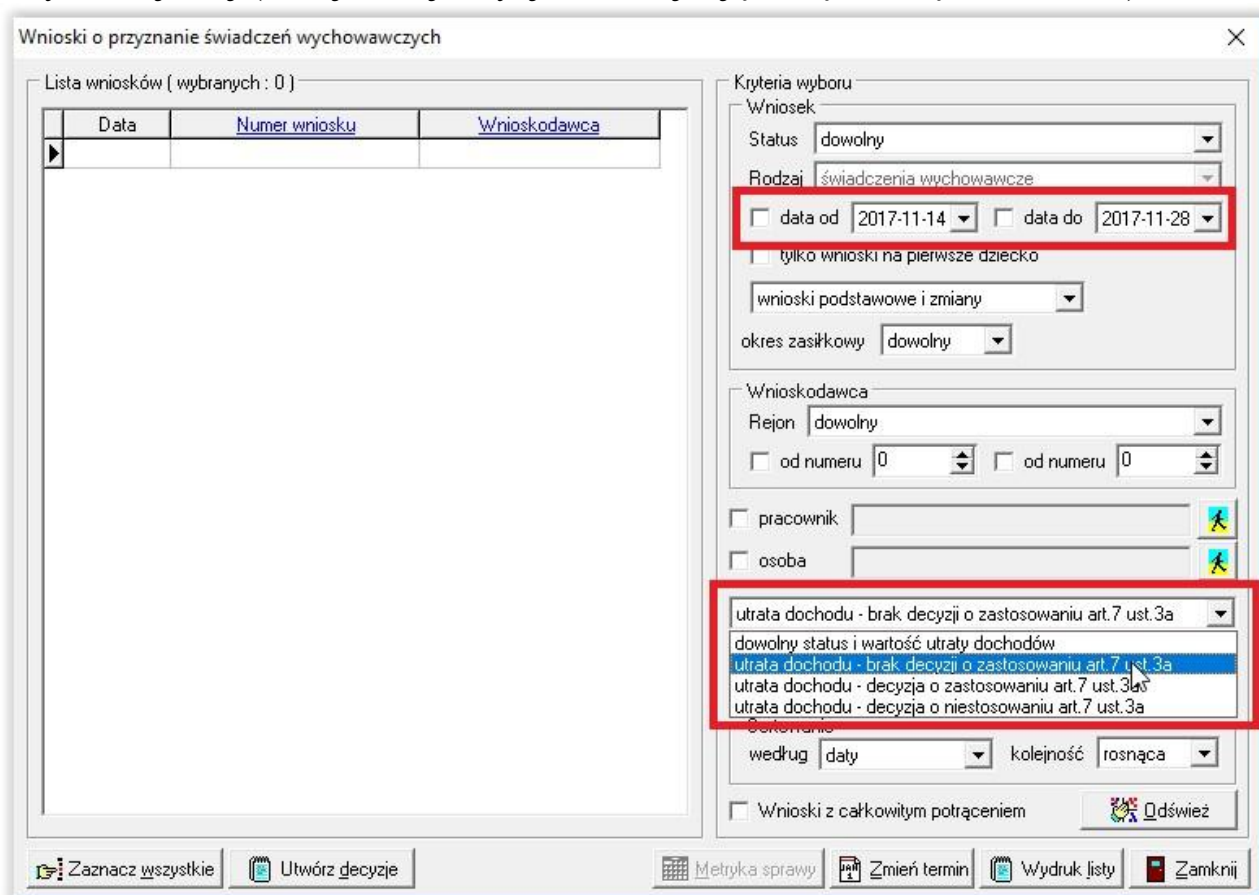 Wnioski o przyznanie świadczeń wychowawczych
Lista wniosków ( wybranych : 0 )
Data Numer wniosku Wnioskodawca
Kryteria wyboru
Wniosek
Status dowolny
Rodzaj świadczenia wychowawcze
data od 2017-11-14 data do 2017-11-28
tylko wnioski na pierwsze dziecko
wnioski podstawowe i zmiany
okres zasiłkowy dowolny
Wnioskodawca
Rejon dowolny
od numeru 0 od numeru 0
pracownik
osoba
utrata dochodu - brak decyzji o zastosowaniu art.7 ust.3a
dowolny status i wartość utraty dochodów
utrata dochodu - brak decyzji o zastosowaniu art.7 ust.3a
utrata dochodu - decyzja o zastosowaniu art.7 ust.3a
utrata dochodu - decyzja o niestosowaniu art.7 ust.3a
według daty kolejność rosnąca
Wnioski z całkowitym potrąceniem Odśwież
Zaznacz wszystkie Utwórz decyzje Metryka sprawy Zmień termin Wydruk listy Zamknij